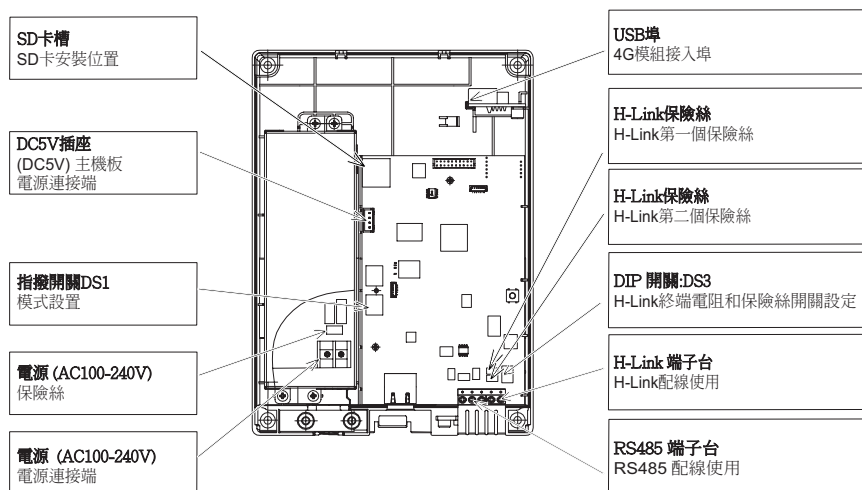 SD卡槽
SD卡安裝位置
DC5V插座
(DC5V) 主機板
電源連接端
指撥開關DS1
模式設置
電源 (AC100-240V)
保險絲
電源 (AC100-240V)
電源連接端
USB埠
4G模組接入埠
H-Link保險絲
H-Link第一個保險絲
H-Link保險絲
H-Link第二個保險絲
DIP 開關:DS3
H-Link終端電阻和保險絲開關設定
H-Link 端子台
H-Link配線使用
RS485 端子台
RS485 配線使用